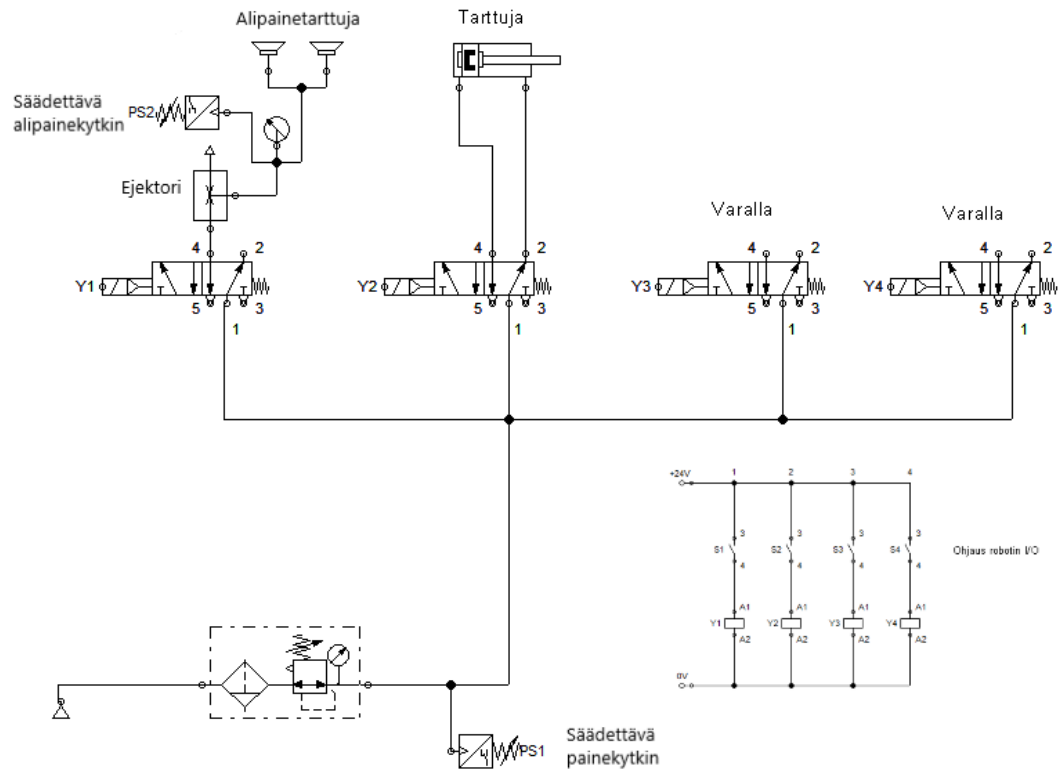 Alipainetarttuja
Tarttuja
Säädettävä
alipainekytkin
PS2
Ejektori
Varalla
Varalla
4 2
4 2
4 2
4 2
Y1
Y2
Y3
Y4
5 3
5 3
5 3
5 3
1
1
1
1
+24V
1 2 3 4
3 3 3 3
S1 S2 S3 S4
Ohjaus robotin I/O
4 4 4 4
A1 A1 A1 A1
Y1 Y2 Y3 Y4
A2 A2 A2 A2
0V
PS1
Säädettävä
painekytkin